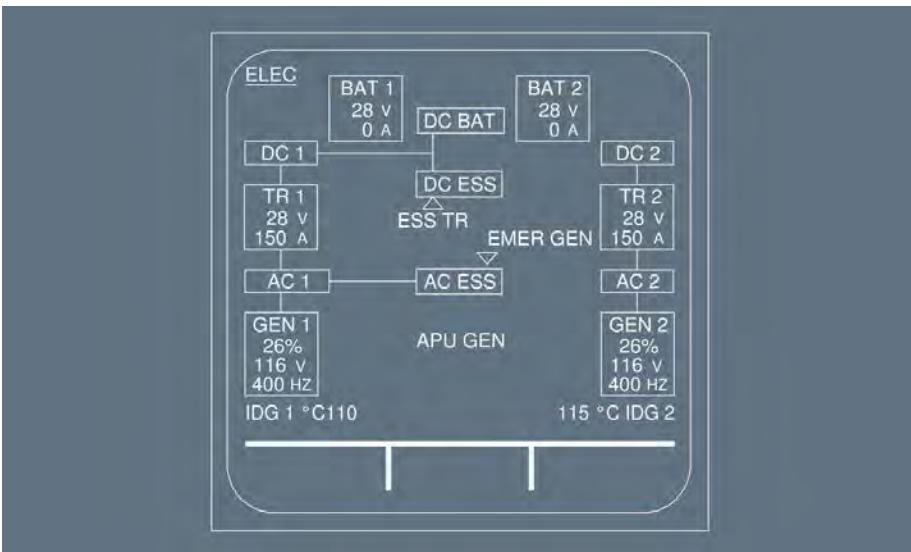 ELEC
BAT 1
28 V
0 A
DC BAT
BAT 2
28 V
0 A
DC 1
DC 2
DC ESS
TR 1
28 V
150 A
ESS TR
TR 2
28 V
150 A
EMER GEN
AC 1
AC ESS
AC 2
GEN 1
26%
116 V
400 HZ
APU GEN
GEN 2
26%
116 V
400 HZ
IDG 1 °C110
115 °C IDG 2